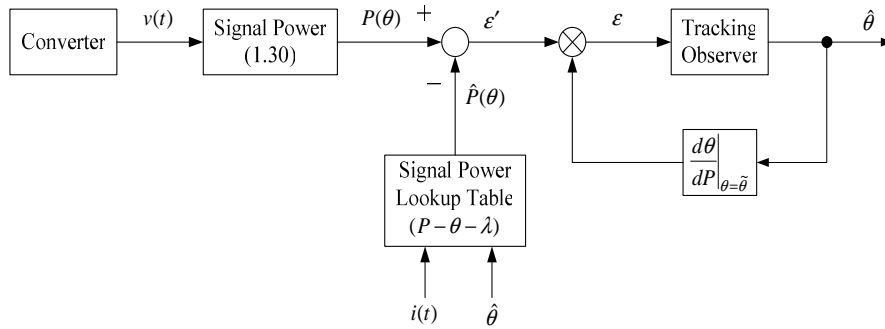 Converter
v(t)
Signal Power
(1.30)
P(θ)
+
−
ε′
P̂(θ)
ε
Tracking
Observer
θ̂
dθ
dP
θ=θ̃
Signal Power
Lookup Table
(P − θ − λ)
i(t)
θ̂